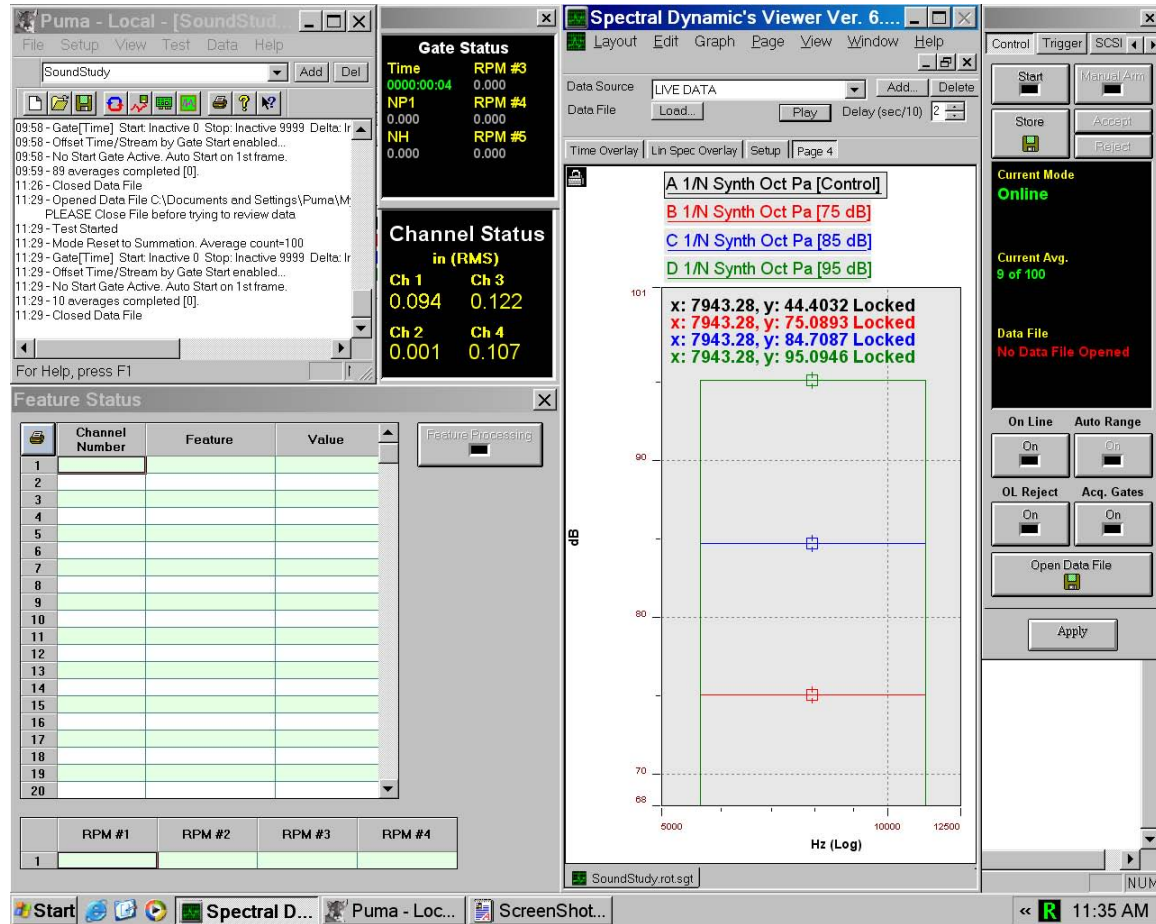 Puma - Local - [SoundStud...
File Setup View Test Data Help
SoundStudy
Add Del
09:58 - Gate[Time] Start: Inactive 0 Stop: Inactive 9999 Delta: Ir
09:58 - Offset Time/Stream by Gate Start enabled...
09:58 - No Start Gate Active. Auto Start on 1st frame.
09:59 - 89 averages completed [0].
11:26 - Closed Data File
11:29 - Opened Data File C:\Documents and Settings\Puma\My
PLEASE Close File before trying to review data
11:29 - Test Started
11:29 - Mode Reset to Summation. Average count=100
11:29 - Gate[Time] Start: Inactive 0 Stop: Inactive 9999 Delta: Ir
11:29 - Offset Time/Stream by Gate Start enabled...
11:29 - No Start Gate Active. Auto Start on 1st frame.
11:29 - 10 averages completed [0].
11:29 - Closed Data File
For Help, press F1
Gate Status
Time RPM #3
0000:00:04 0.000
NP1 RPM #4
0.000 0.000
NH RPM #5
0.000 0.000
Channel Status
in (RMS)
Ch 1 Ch 3
0.094 0.122
Ch 2 Ch 4
0.001 0.107
Feature Status
Channel Number Feature Value
1
2
3
4
5
6
7
8
9
10
11
12
13
14
15
16
17
18
19
20
Feature Processing
RPM #1 RPM #2 RPM #3 RPM #4
1
Spectral Dynamic's Viewer Ver. 6....
Layout Edit Graph Page View Window Help
Data Source LIVE DATA Add... Delete
Data File Load... Play Delay (sec/10) 2
Time Overlay Lin Spec Overlay Setup Page 4
A 1/N Synth Oct Pa [Control]
B 1/N Synth Oct Pa [75 dB]
C 1/N Synth Oct Pa [85 dB]
D 1/N Synth Oct Pa [95 dB]
x: 7943.28, y: 44.4032 Locked
x: 7943.28, y: 75.0893 Locked
x: 7943.28, y: 84.7087 Locked
x: 7943.28, y: 95.0946 Locked
101
90
80
70
68
dB
5000 10000 12500
Hz (Log)
SoundStudy.rot.sgt
Control Trigger SCSI
Start Manual Arm
Store Accept
Reject
Current Mode
Online
Current Avg.
9 of 100
Data File
No Data File Opened
On Line Auto Range
On On
OL Reject Acq. Gates
On On
Open Data File
Apply
NUM
Start Spectral D... Puma - Loc... ScreenShot... « R 11:35 AM